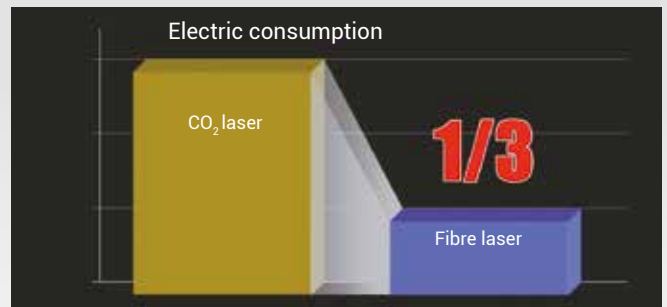 Electric consumption
CO₂ laser
1/3
Fibre laser